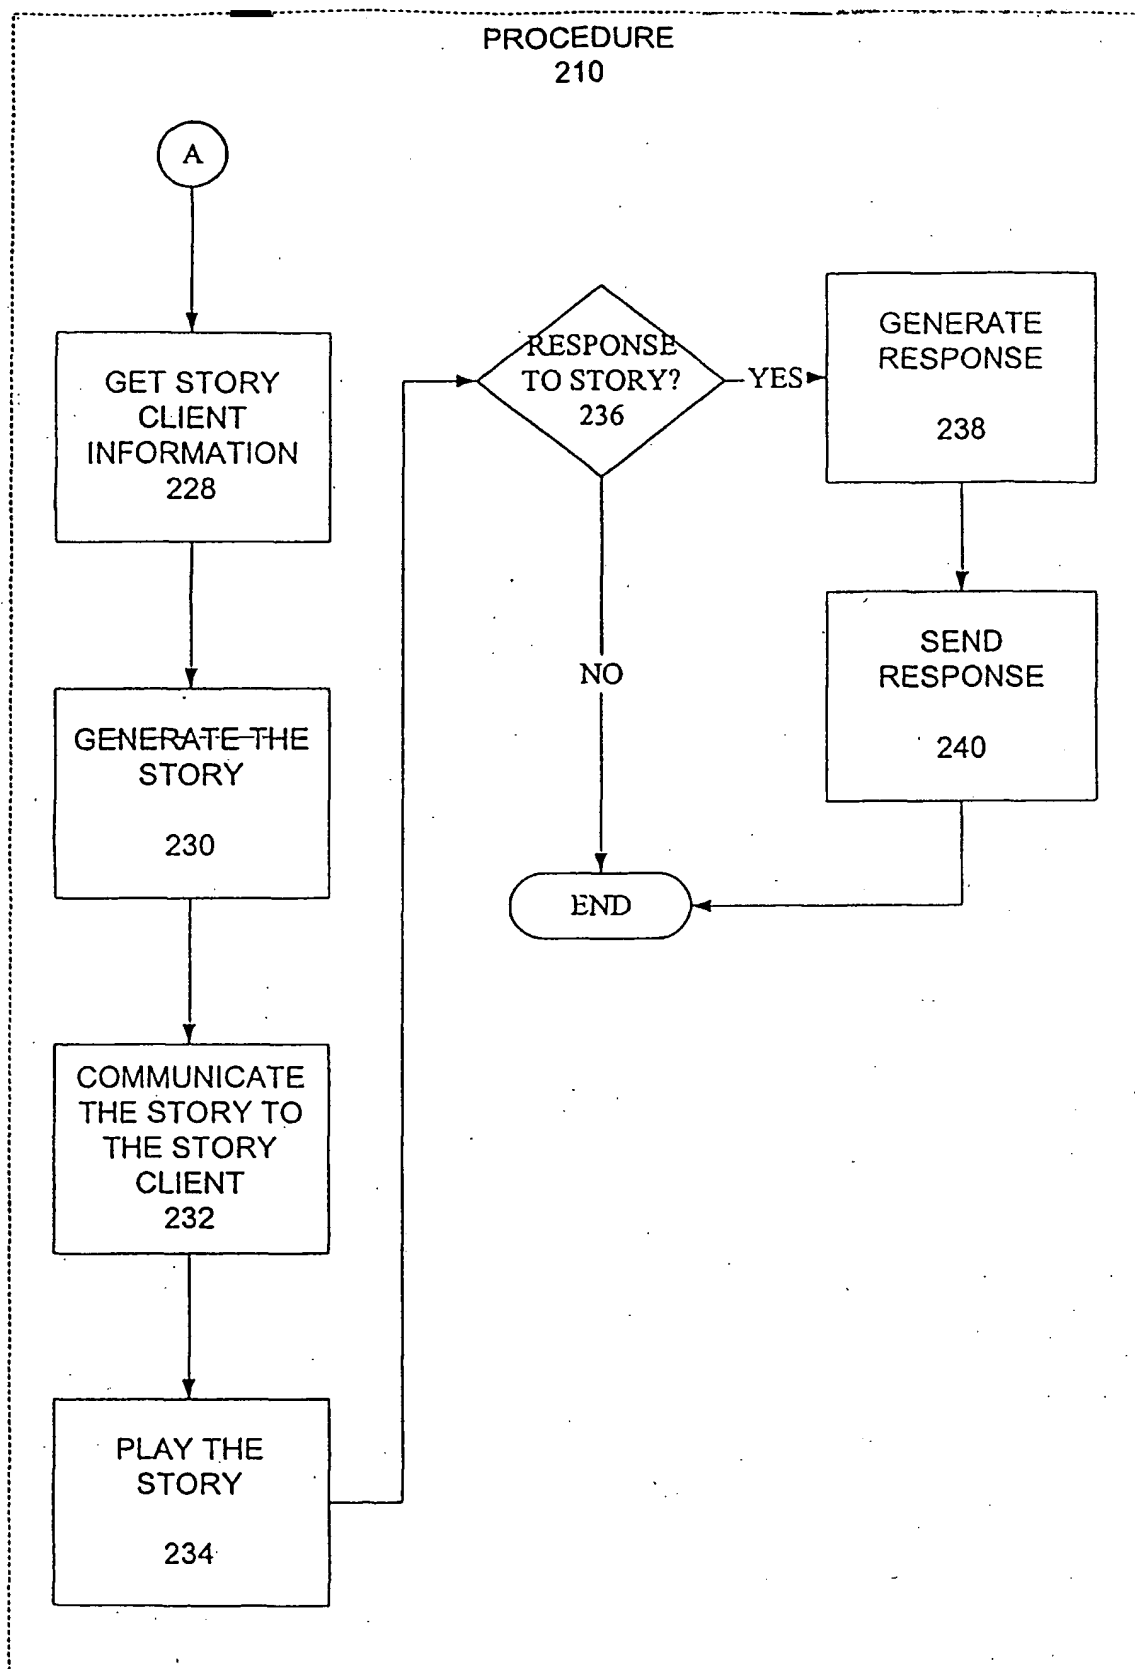 PROCEDURE
210
A
GET STORY
CLIENT
INFORMATION
228
GENERATE THE
STORY
230
COMMUNICATE
THE STORY TO
THE STORY
CLIENT
232
PLAY THE
STORY
234
RESPONSE
TO STORY?
236
YES
NO
GENERATE
RESPONSE
238
SEND
RESPONSE
240
END